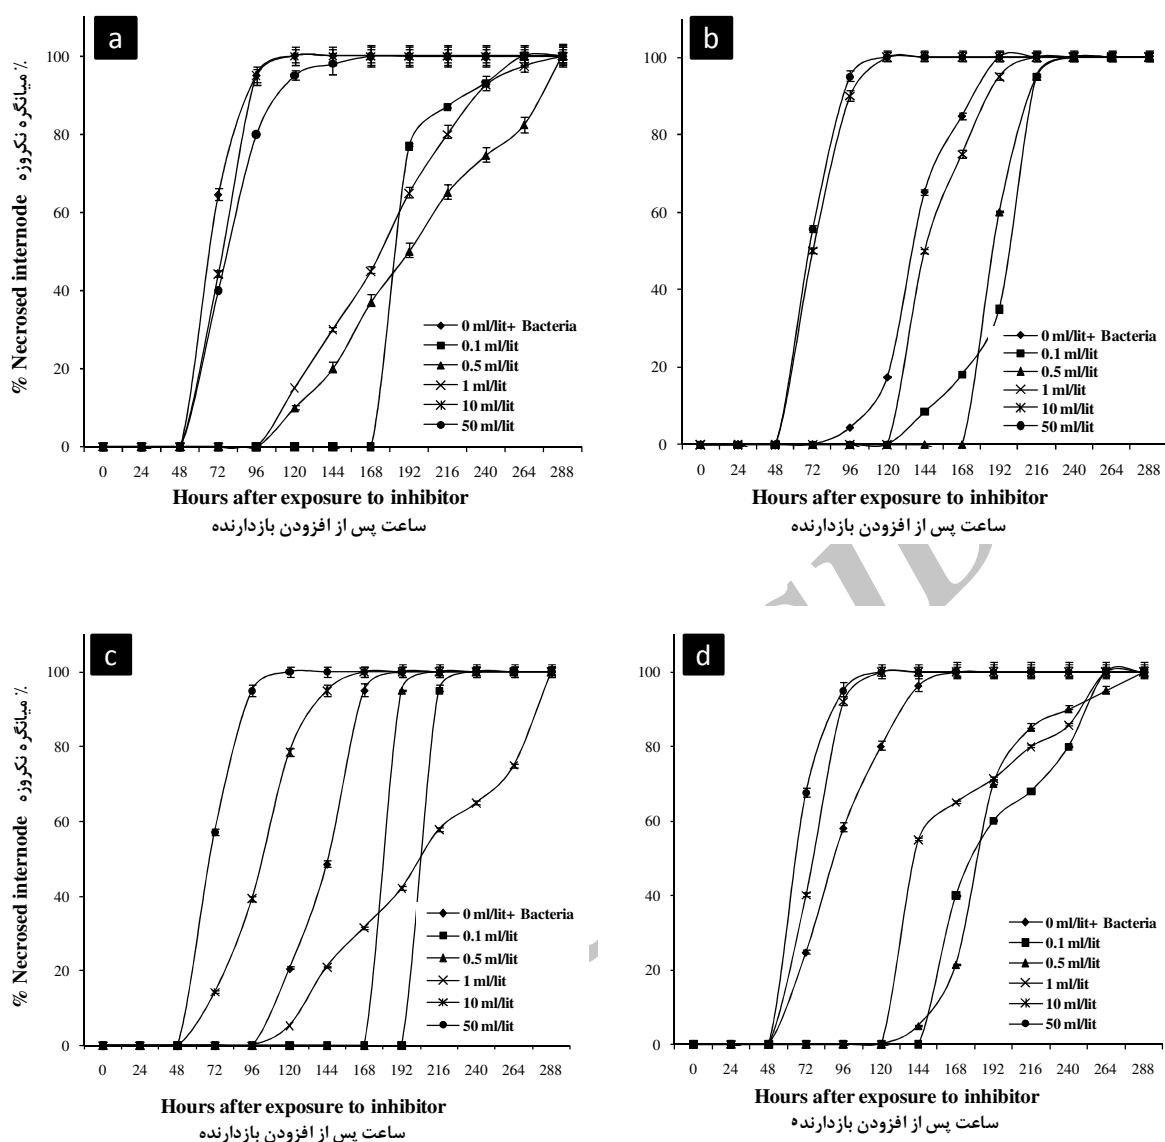 a
% Necrosed internode میانگره نکروزه ٪
100
80
60
40
20
0
0 ml/lit+ Bacteria
0.1 ml/lit
0.5 ml/lit
1 ml/lit
10 ml/lit
50 ml/lit
0 24 48 72 96 120 144 168 192 216 240 264 288
Hours after exposure to inhibitor
ساعت پس از افزودن بازدارنده
b
100
80
60
40
20
0
0 ml/lit+ Bacteria
0.1 ml/lit
0.5 ml/lit
1 ml/lit
10 ml/lit
50 ml/lit
0 24 48 72 96 120 144 168 192 216 240 264 288
Hours after exposure to inhibitor
ساعت پس از افزودن بازدارنده
c
% Necrosed internode میانگره نکروزه ٪
100
80
60
40
20
0
0 ml/lit+ Bacteria
0.1 ml/lit
0.5 ml/lit
1 ml/lit
10 ml/lit
50 ml/lit
0 24 48 72 96 120 144 168 192 216 240 264 288
Hours after exposure to inhibitor
ساعت پس از افزودن بازدارنده
d
100
80
60
40
20
0
0 ml/lit+ Bacteria
0.1 ml/lit
0.5 ml/lit
1 ml/lit
10 ml/lit
50 ml/lit
0 24 48 72 96 120 144 168 192 216 240 264 288
Hours after exposure to inhibitor
ساعت پس از افزودن بازدارنده